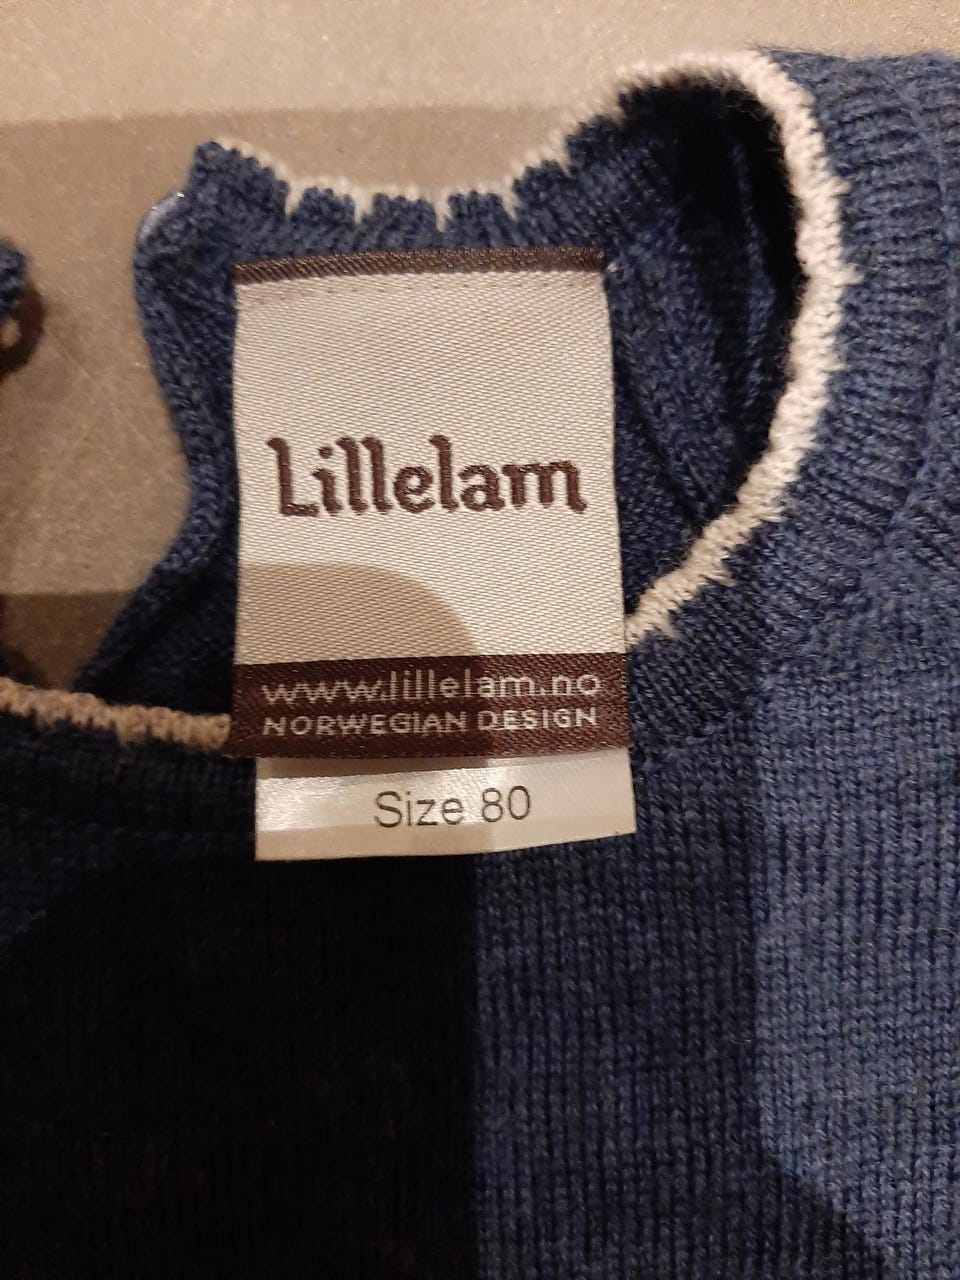 Lillelam
www.lillelam.no
NORWEGIAN DESIGN
Size 80